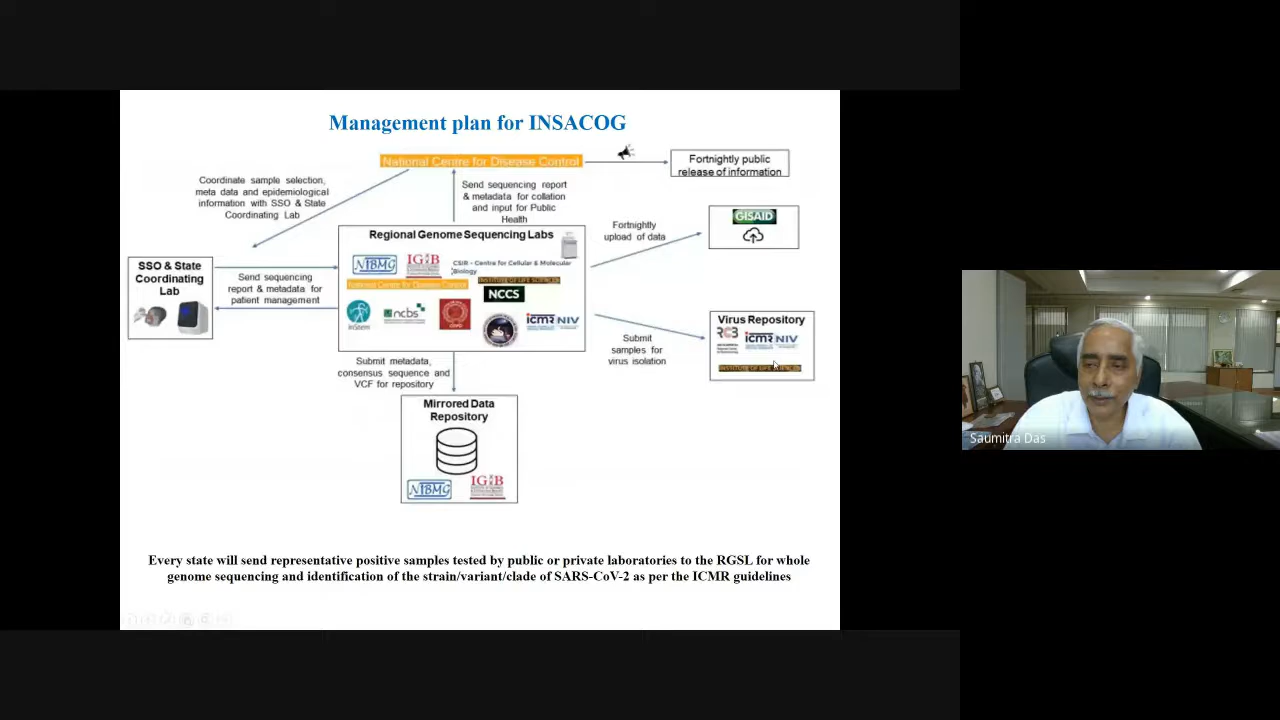 Management plan for INSACOG
National Centre for Disease Control
Fortnightly public
release of information
Coordinate sample selection,
meta data and epidemiological
information with SSO & State
Coordinating Lab
Send sequencing report
& metadata for collation
and input for Public
Health
Fortnightly
upload of data
GISAID
Regional Genome Sequencing Labs
NIBMG
IGIB
CSIR - Centre for Cellular & Molecular
Biology
National Centre for Disease Control
INSTITUTE OF LIFE SCIENCES
NCCS
InStem
ncbs
icmr NIV
SSO & State
Coordinating
Lab
Send sequencing
report & metadata for
patient management
Submit
samples for
virus isolation
Virus Repository
RCB
icmr NIV
INSTITUTE OF LIFE SCIENCES
Submit metadata,
consensus sequence and
VCF for repository
Mirrored Data
Repository
NIBMG
IGIB
Every state will send representative positive samples tested by public or private laboratories to the RGSL for whole
genome sequencing and identification of the strain/variant/clade of SARS-CoV-2 as per the ICMR guidelines
Saumitra Das